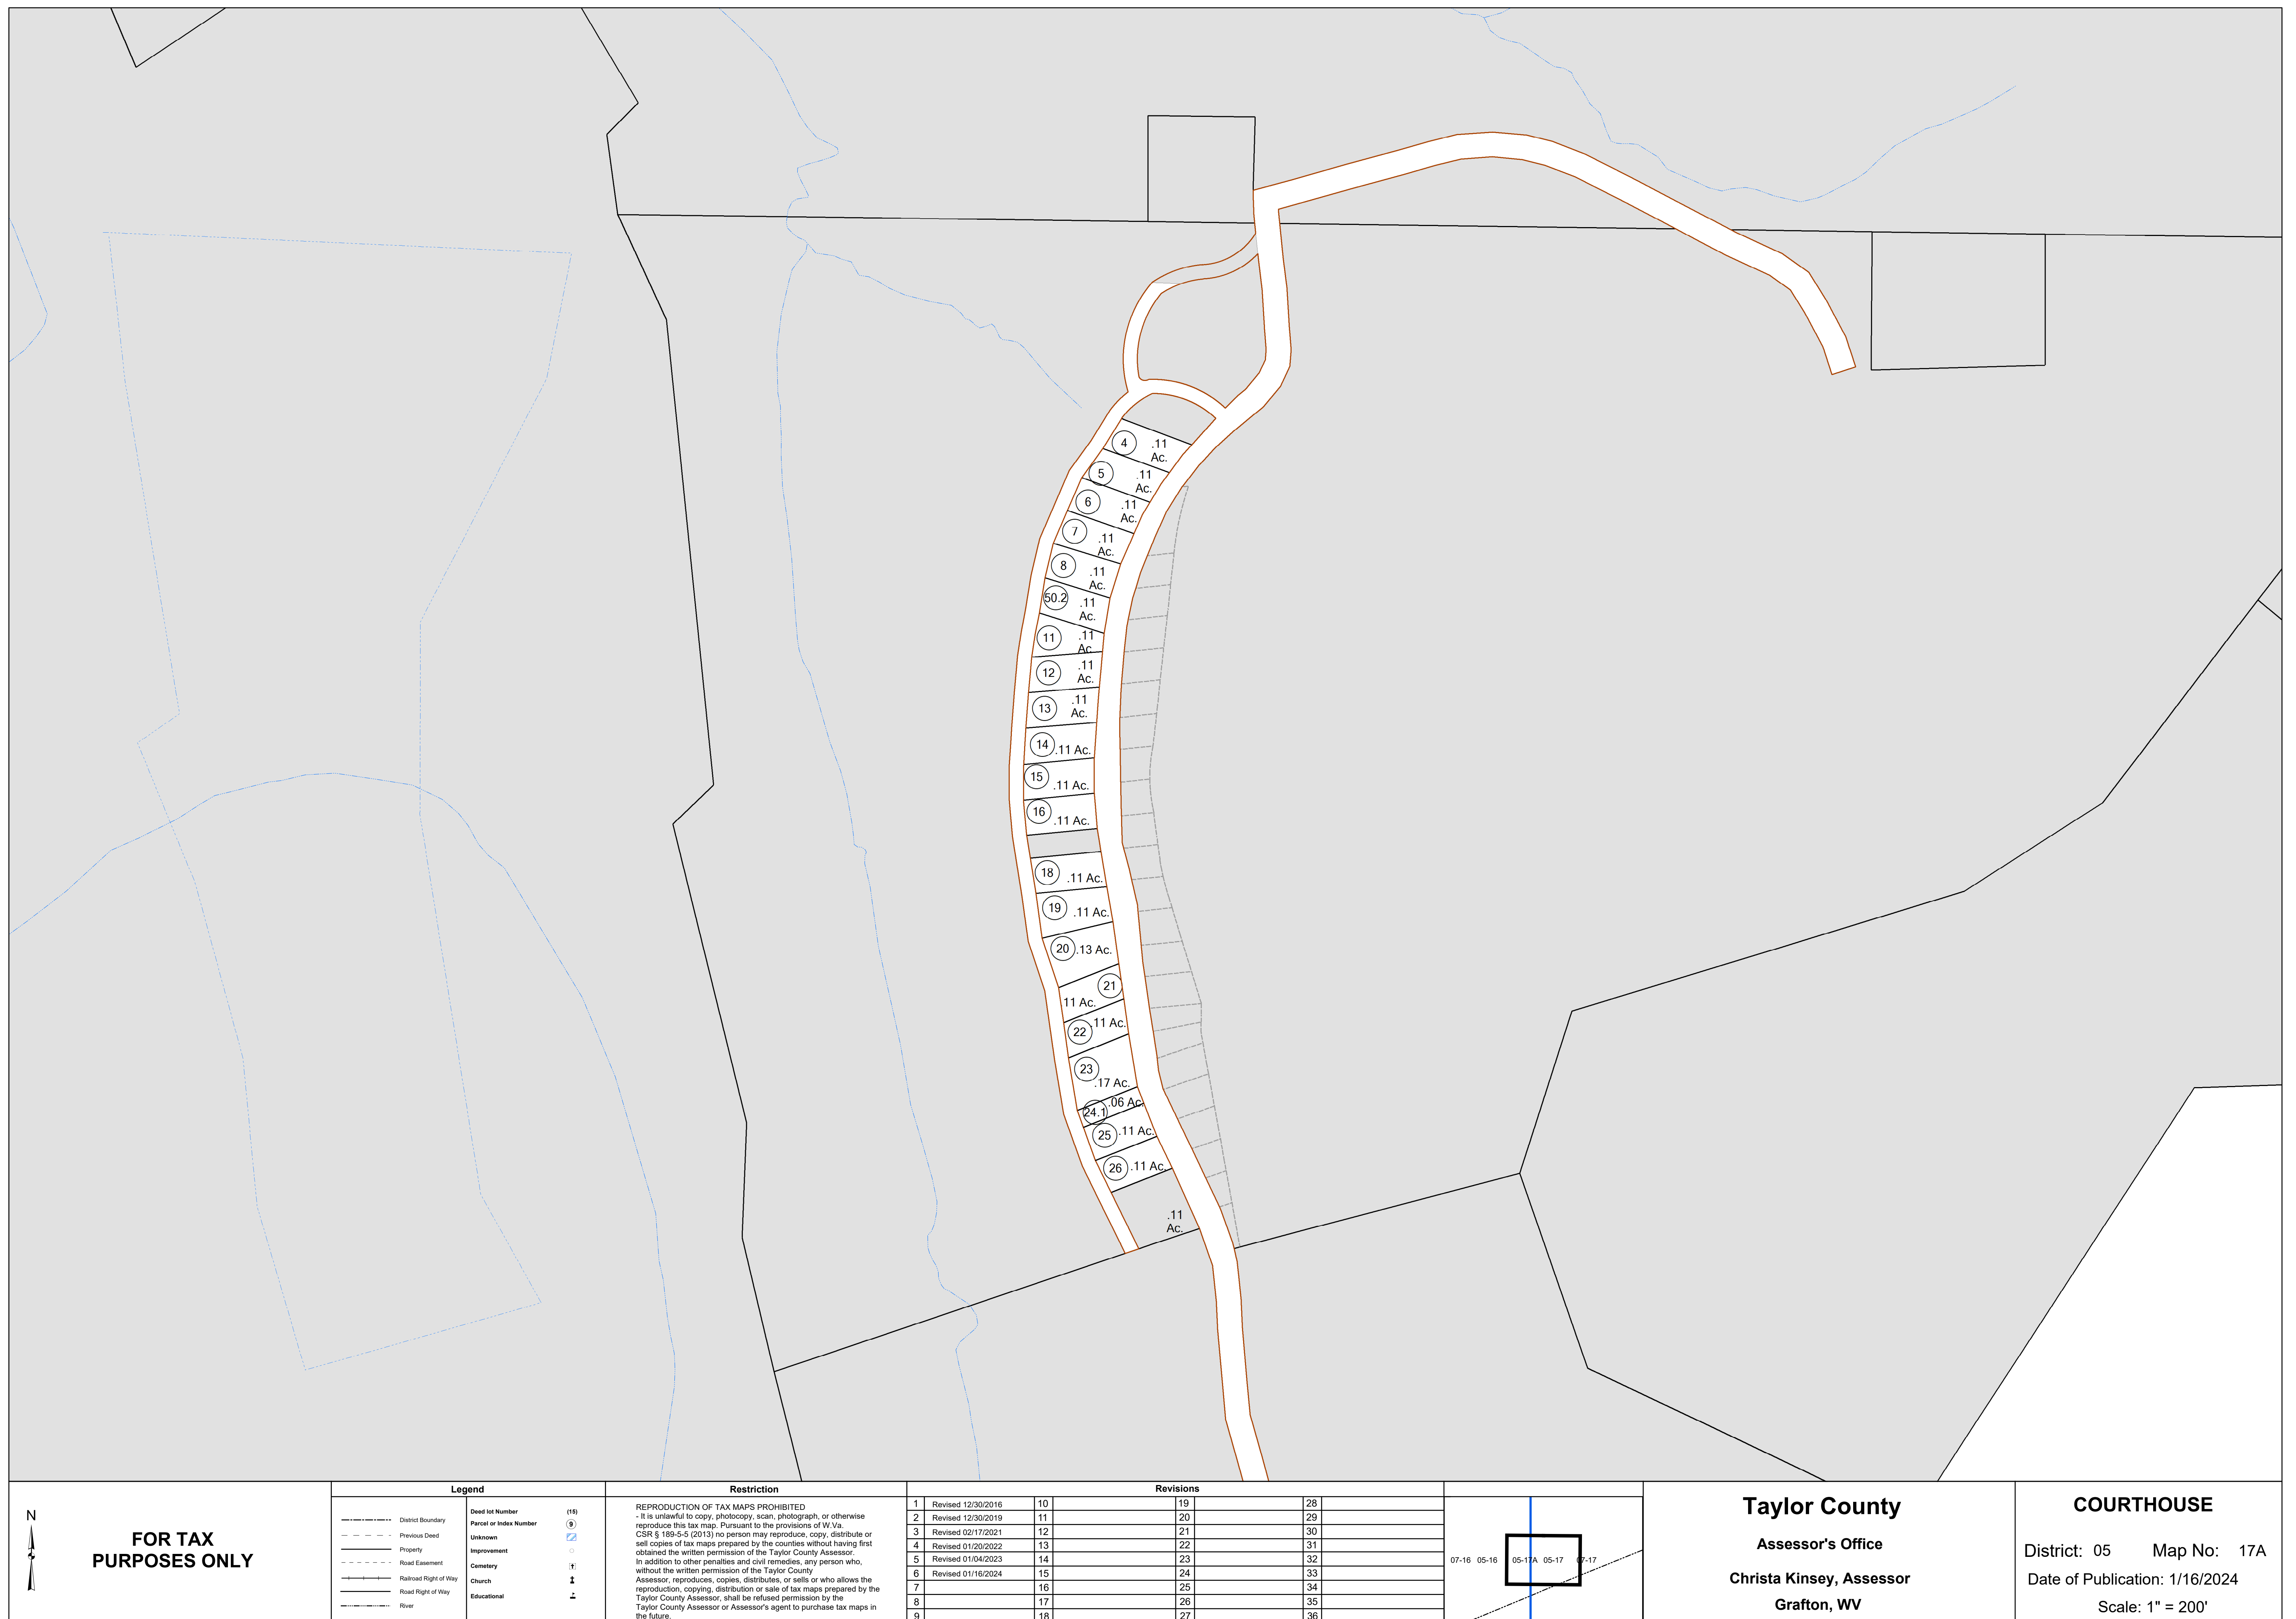 4
.11
Ac.
5
.11
Ac.
6
.11
Ac.
7
.11
Ac.
8
.11
Ac.
50.2
.11
Ac.
11
.11
Ac.
12
.11
Ac.
13
.11
Ac.
14 .11 Ac.
15 .11 Ac.
16 .11 Ac.
18 .11 Ac.
19 .11 Ac.
20 .13 Ac.
21
11 Ac.
.11 Ac.
22
23
.17 Ac.
.06 Ac
24.1
25 .11 Ac.
26 .11 Ac.
.11
Ac.
N
FOR TAX
PURPOSES ONLY
Legend
District Boundary
Previous Deed
Property
Road Easement
Railroad Right of Way
Road Right of Way
River
Deed lot Number (15)
Parcel or Index Number 9
Unknown
Improvement
Cemetery
Church
Educational
Restriction
REPRODUCTION OF TAX MAPS PROHIBITED
- It is unlawful to copy, photocopy, scan, photograph, or otherwise
reproduce this tax map. Pursuant to the provisions of W.Va.
CSR § 189-5-5 (2013) no person may reproduce, copy, distribute or
sell copies of tax maps prepared by the counties without having first
obtained the written permission of the Taylor County Assessor.
In addition to other penalties and civil remedies, any person who,
without the written permission of the Taylor County
Assessor, reproduces, copies, distributes, or sells or who allows the
reproduction, copying, distribution or sale of tax maps prepared by the
Taylor County Assessor, shall be refused permission by the
Taylor County Assessor or Assessor's agent to purchase tax maps in
the future.
Revisions
1 Revised 12/30/2016 10 19 28
2 Revised 12/30/2019 11 20 29
3 Revised 02/17/2021 12 21 30
4 Revised 01/20/2022 13 22 31
5 Revised 01/04/2023 14 23 32
6 Revised 01/16/2024 15 24 33
7 16 25 34
8 17 26 35
9 18 27 36
07-16 05-16 05-17A 05-17 07-17
Taylor County
Assessor's Office
Christa Kinsey, Assessor
Grafton, WV
COURTHOUSE
District: 05 Map No: 17A
Date of Publication: 1/16/2024
Scale: 1" = 200'